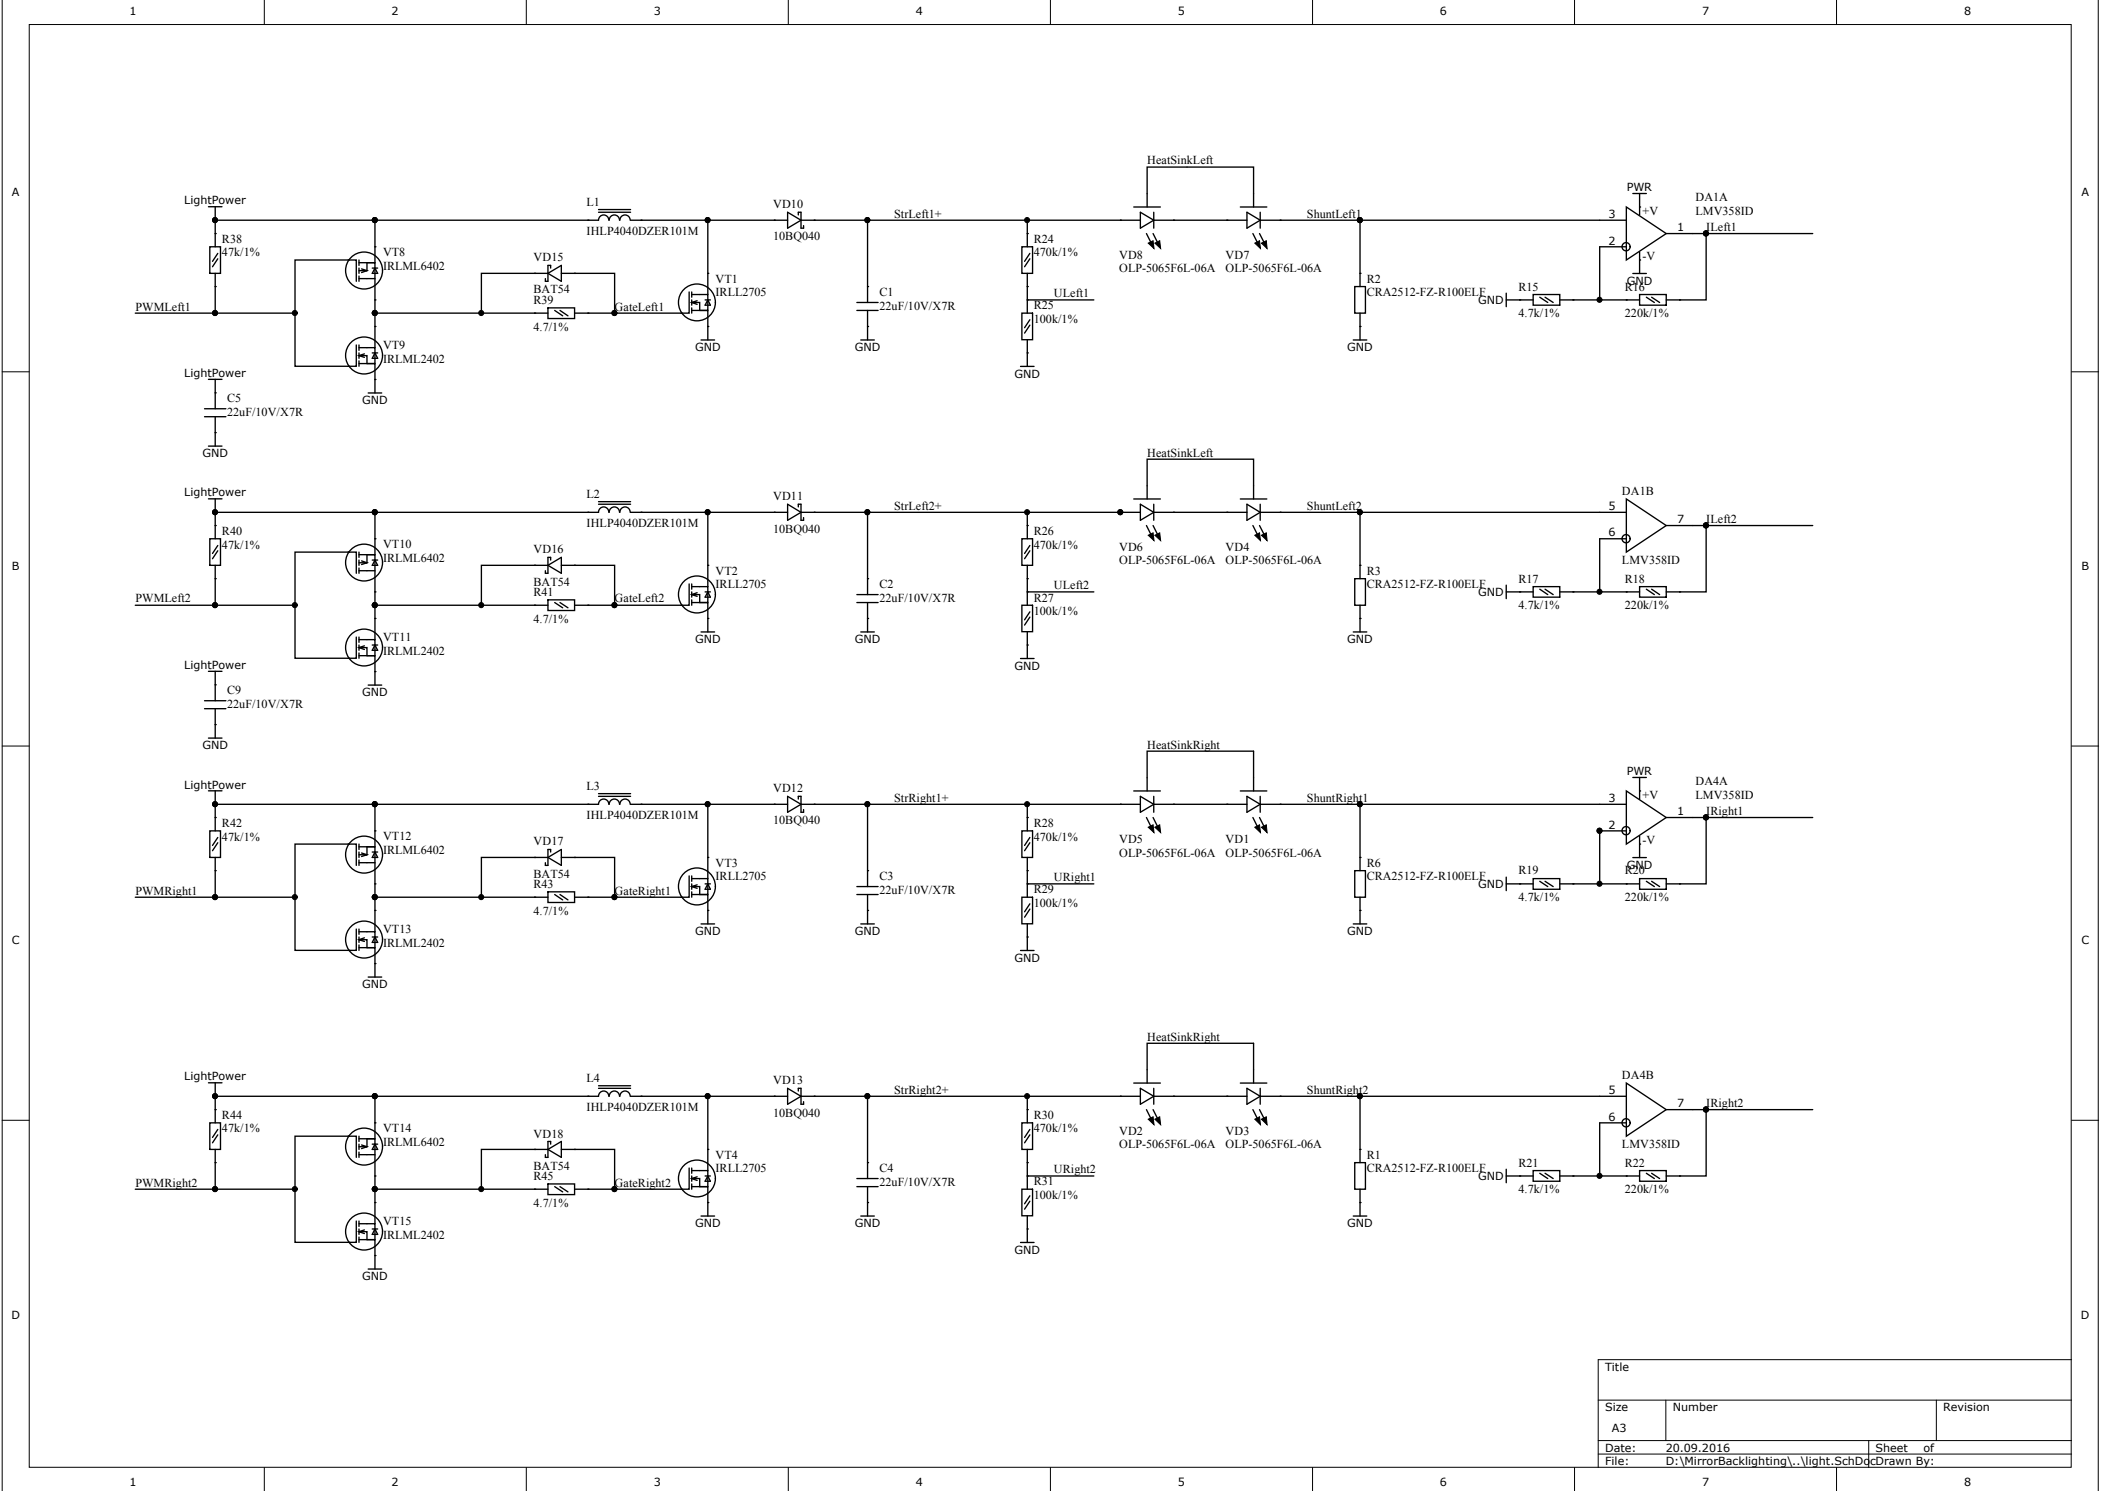 1 2 3 4 5 6 7 8
A
HeatSinkLeft
LightPower
L1
IHLP4040DZER101M
VD10
10BQ040
StrLeft1+
ShuntLeft1
PWR
DA1A
LMV358ID
+V
-V
GND
3
2
1
ILeft1
R38
47k/1%
VT8
IRLML6402
VD15
BAT54
R39
4.7/1%
VT1
IRLL2705
R24
470k/1%
VD8
OLP-5065F6L-06A
VD7
OLP-5065F6L-06A
PWMLeft1
GateLeft1
C1
22uF/10V/X7R
ULeft1
R25
100k/1%
R2
CRA2512-FZ-R100ELF
GND
R15
4.7k/1%
R16
220k/1%
VT9
IRLML2402
GND
GND
GND
GND
GND
A
LightPower
C5
22uF/10V/X7R
GND
B
HeatSinkLeft
LightPower
L2
IHLP4040DZER101M
VD11
10BQ040
StrLeft2+
ShuntLeft2
DA1B
LMV358ID
5
6
7
ILeft2
R40
47k/1%
VT10
IRLML6402
VD16
BAT54
R41
4.7/1%
VT2
IRLL2705
R26
470k/1%
VD6
OLP-5065F6L-06A
VD4
OLP-5065F6L-06A
PWMLeft2
GateLeft2
C2
22uF/10V/X7R
ULeft2
R27
100k/1%
R3
CRA2512-FZ-R100ELF
GND
R17
4.7k/1%
R18
220k/1%
VT11
IRLML2402
GND
GND
GND
GND
GND
B
LightPower
C9
22uF/10V/X7R
GND
C
HeatSinkRight
LightPower
L3
IHLP4040DZER101M
VD12
10BQ040
StrRight1+
ShuntRight1
PWR
DA4A
LMV358ID
+V
-V
GND
3
2
1
IRight1
R42
47k/1%
VT12
IRLML6402
VD17
BAT54
R43
4.7/1%
VT3
IRLL2705
R28
470k/1%
VD5
OLP-5065F6L-06A
VD1
OLP-5065F6L-06A
PWMRight1
GateRight1
C3
22uF/10V/X7R
URight1
R29
100k/1%
R6
CRA2512-FZ-R100ELF
GND
R19
4.7k/1%
R20
220k/1%
VT13
IRLML2402
GND
GND
GND
GND
GND
C
HeatSinkRight
LightPower
L4
IHLP4040DZER101M
VD13
10BQ040
StrRight2+
ShuntRight2
DA4B
LMV358ID
5
6
7
IRight2
R44
47k/1%
VT14
IRLML6402
VD18
BAT54
R45
4.7/1%
VT4
IRLL2705
R30
470k/1%
VD2
OLP-5065F6L-06A
VD3
OLP-5065F6L-06A
PWMRight2
GateRight2
C4
22uF/10V/X7R
URight2
R31
100k/1%
R1
CRA2512-FZ-R100ELF
GND
R21
4.7k/1%
R22
220k/1%
VT15
IRLML2402
GND
GND
GND
GND
GND
D
D
Title
Size Number Revision
A3
Date: 20.09.2016 Sheet of
File: D:\MirrorBacklighting\..\light.SchDoc Drawn By:
1 2 3 4 5 6 7 8